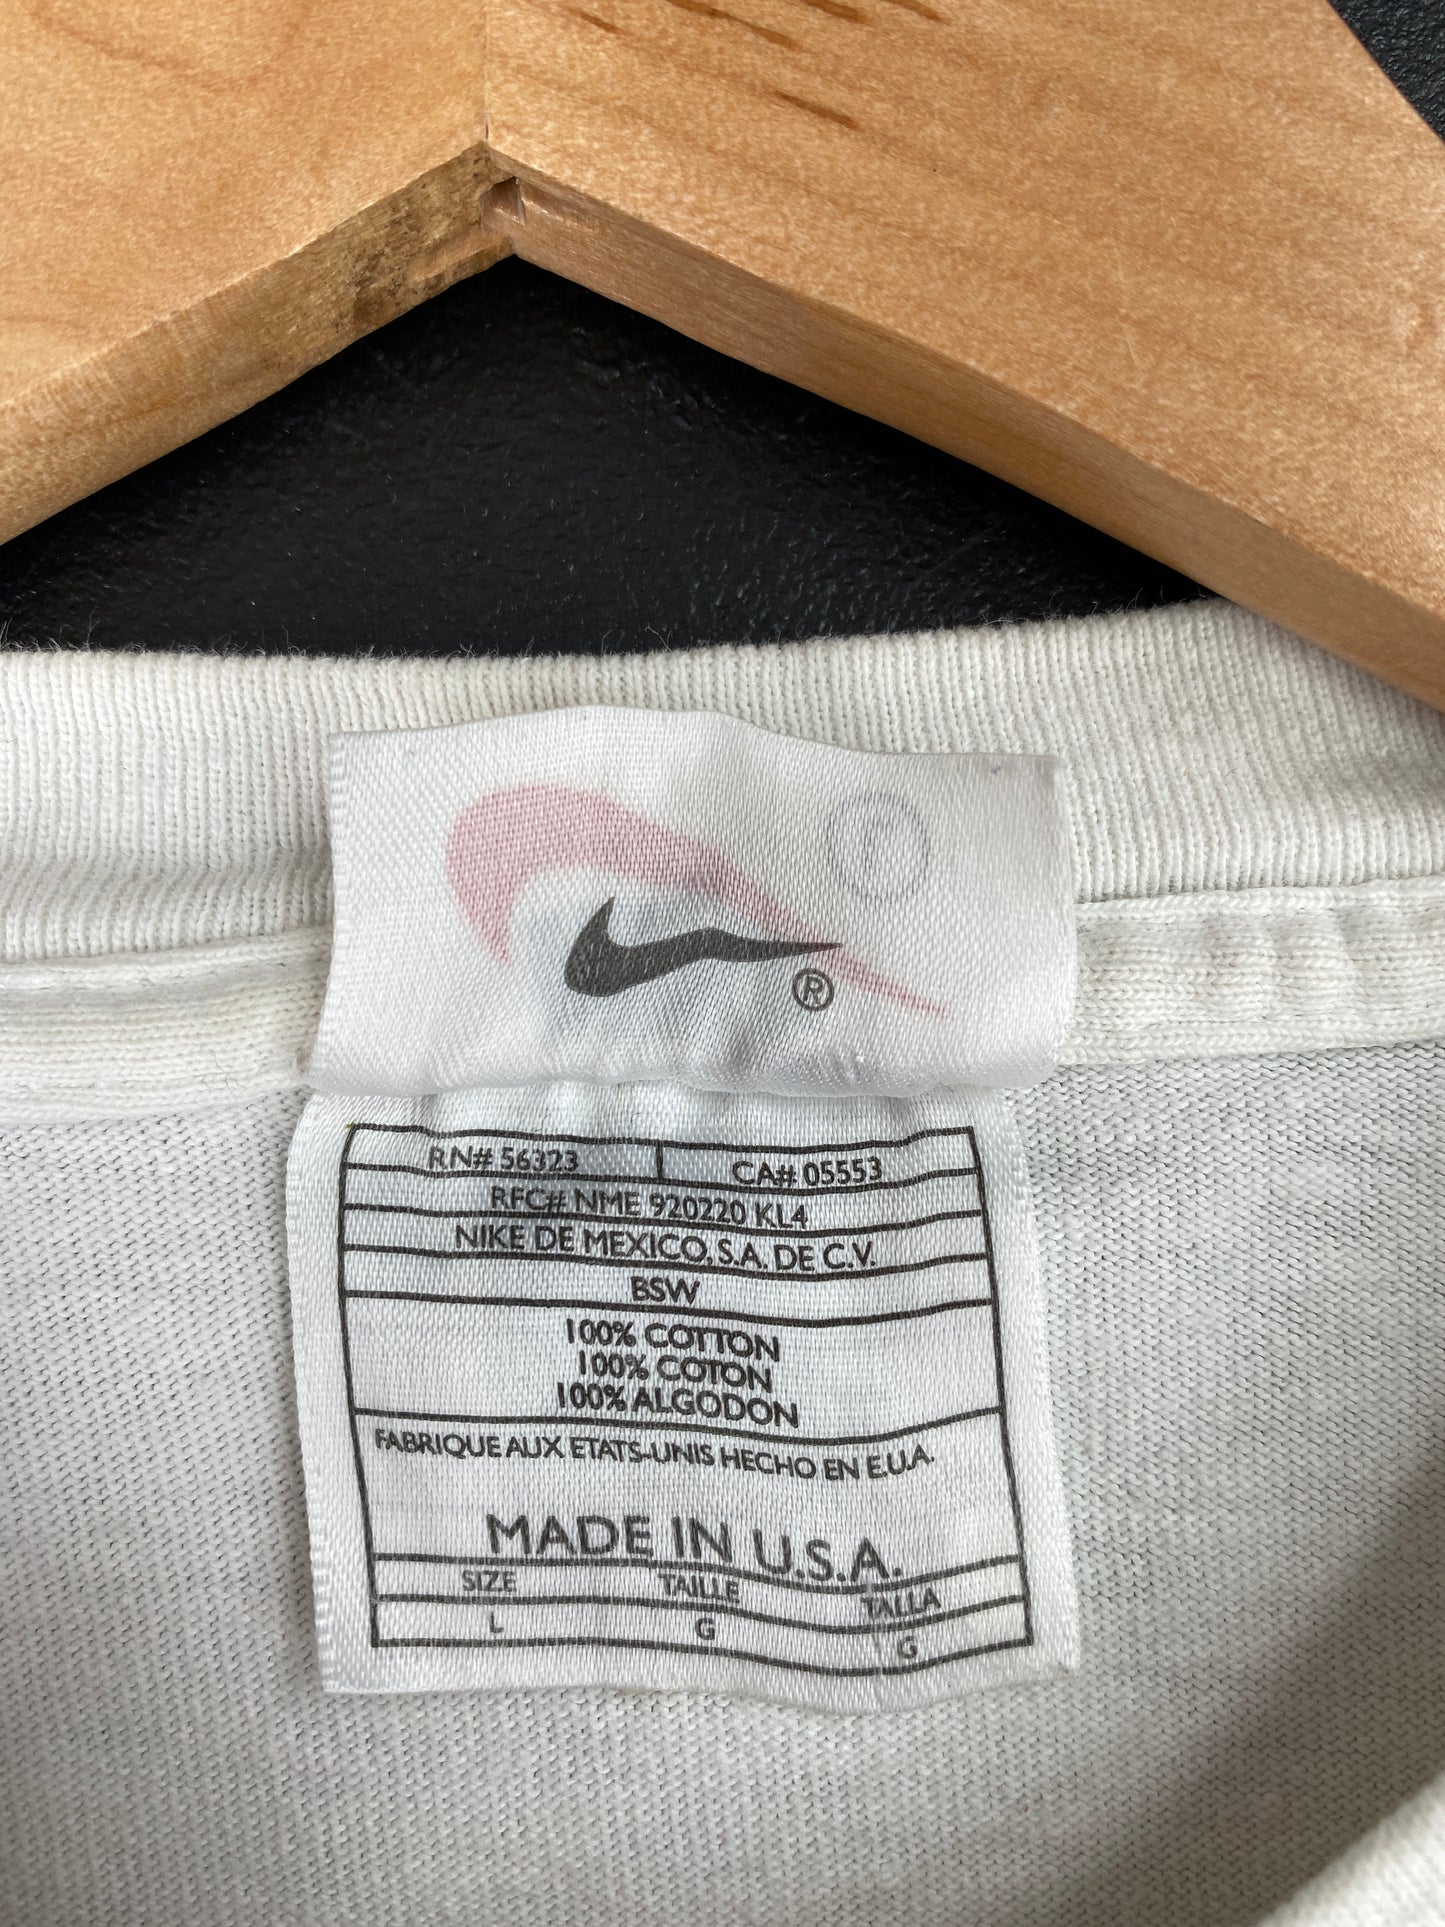 ®
RN# 56323 CA# 05553
RFC# NME 920220 KL4
NIKE DE MEXICO, S.A. DE C.V.
BSW
100% COTTON
100% COTON
100% ALGODON
FABRIQUE AUX ETATS-UNIS HECHO EN E.U.A.
MADE IN U.S.A.
SIZE TAILLE TALLA
L G G